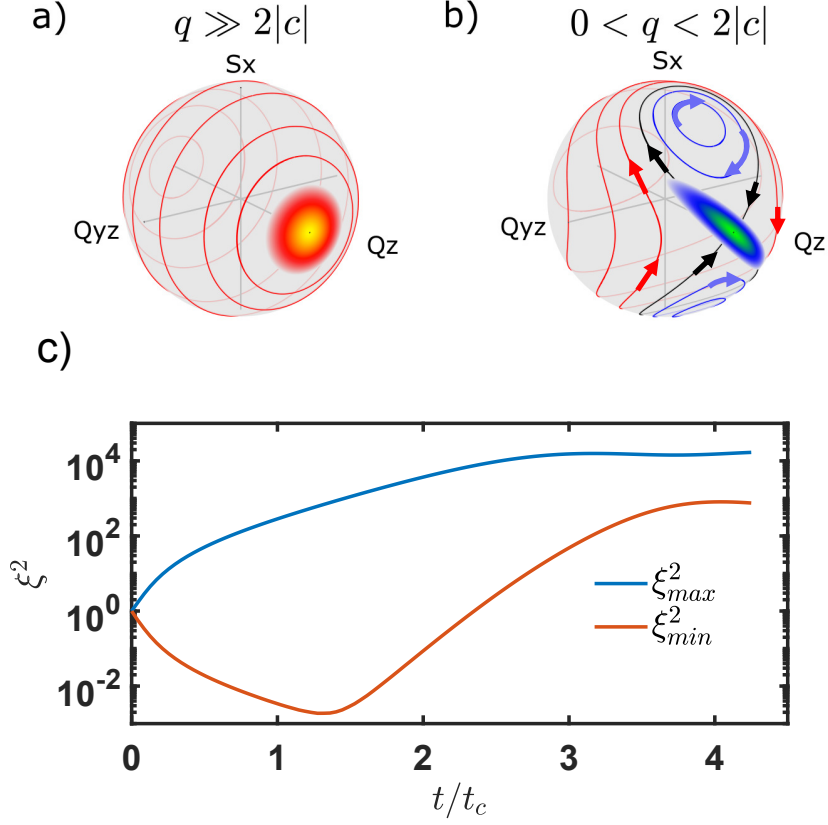 a) q ≫ 2|c|
b) 0 < q < 2|c|
Sx
Qyz
Qz
Sx
Qyz
Qz
c)
10⁴
10²
10⁰
10⁻²
ξ²
ξ²max
ξ²min
0 1 2 3 4
t/tc